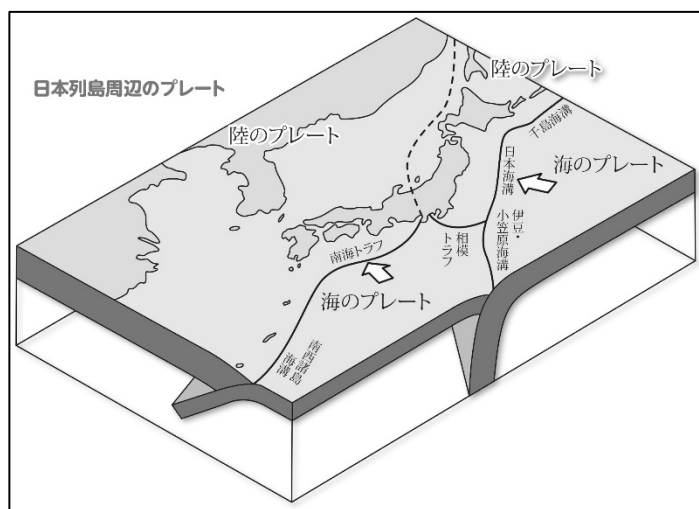 日本列島周辺のプレート
陸のプレート
陸のプレート
千島海溝
日本海溝
海のプレート
伊豆・
小笠原海溝
相模
トラフ
南海トラフ
海のプレート
南西諸島
海溝